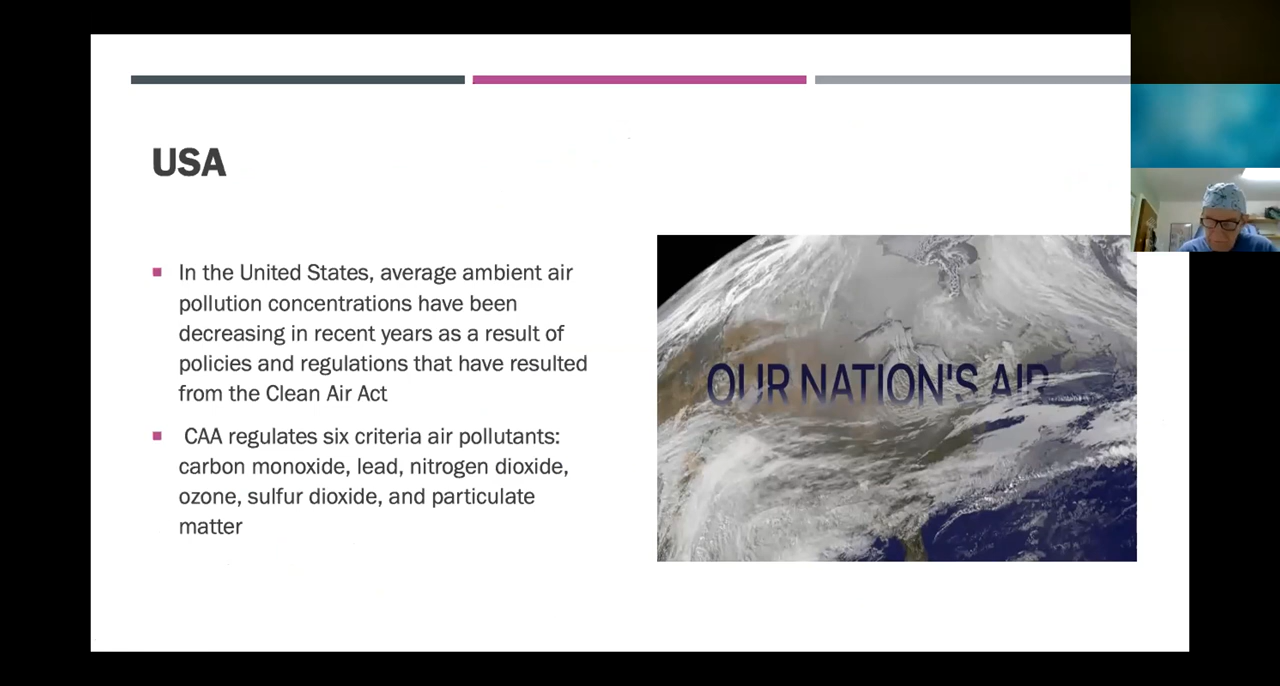 USA
In the United States, average ambient air
pollution concentrations have been
decreasing in recent years as a result of
policies and regulations that have resulted
from the Clean Air Act
CAA regulates six criteria air pollutants:
carbon monoxide, lead, nitrogen dioxide,
ozone, sulfur dioxide, and particulate
matter
OUR NATION'S AIR